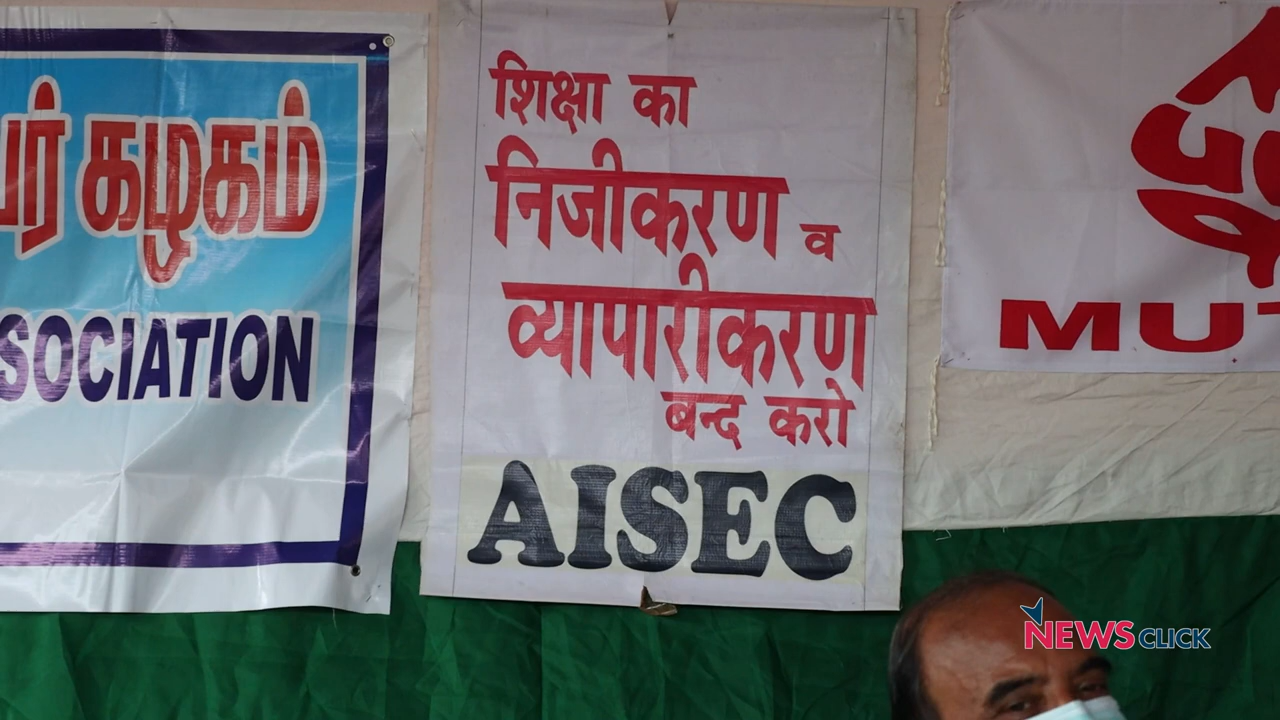 கழகம்
SOCIATION
शिक्षा का
निजीकरण व
व्यापारीकरण
बन्द करो
AISEC
MU
NEWSCLICK